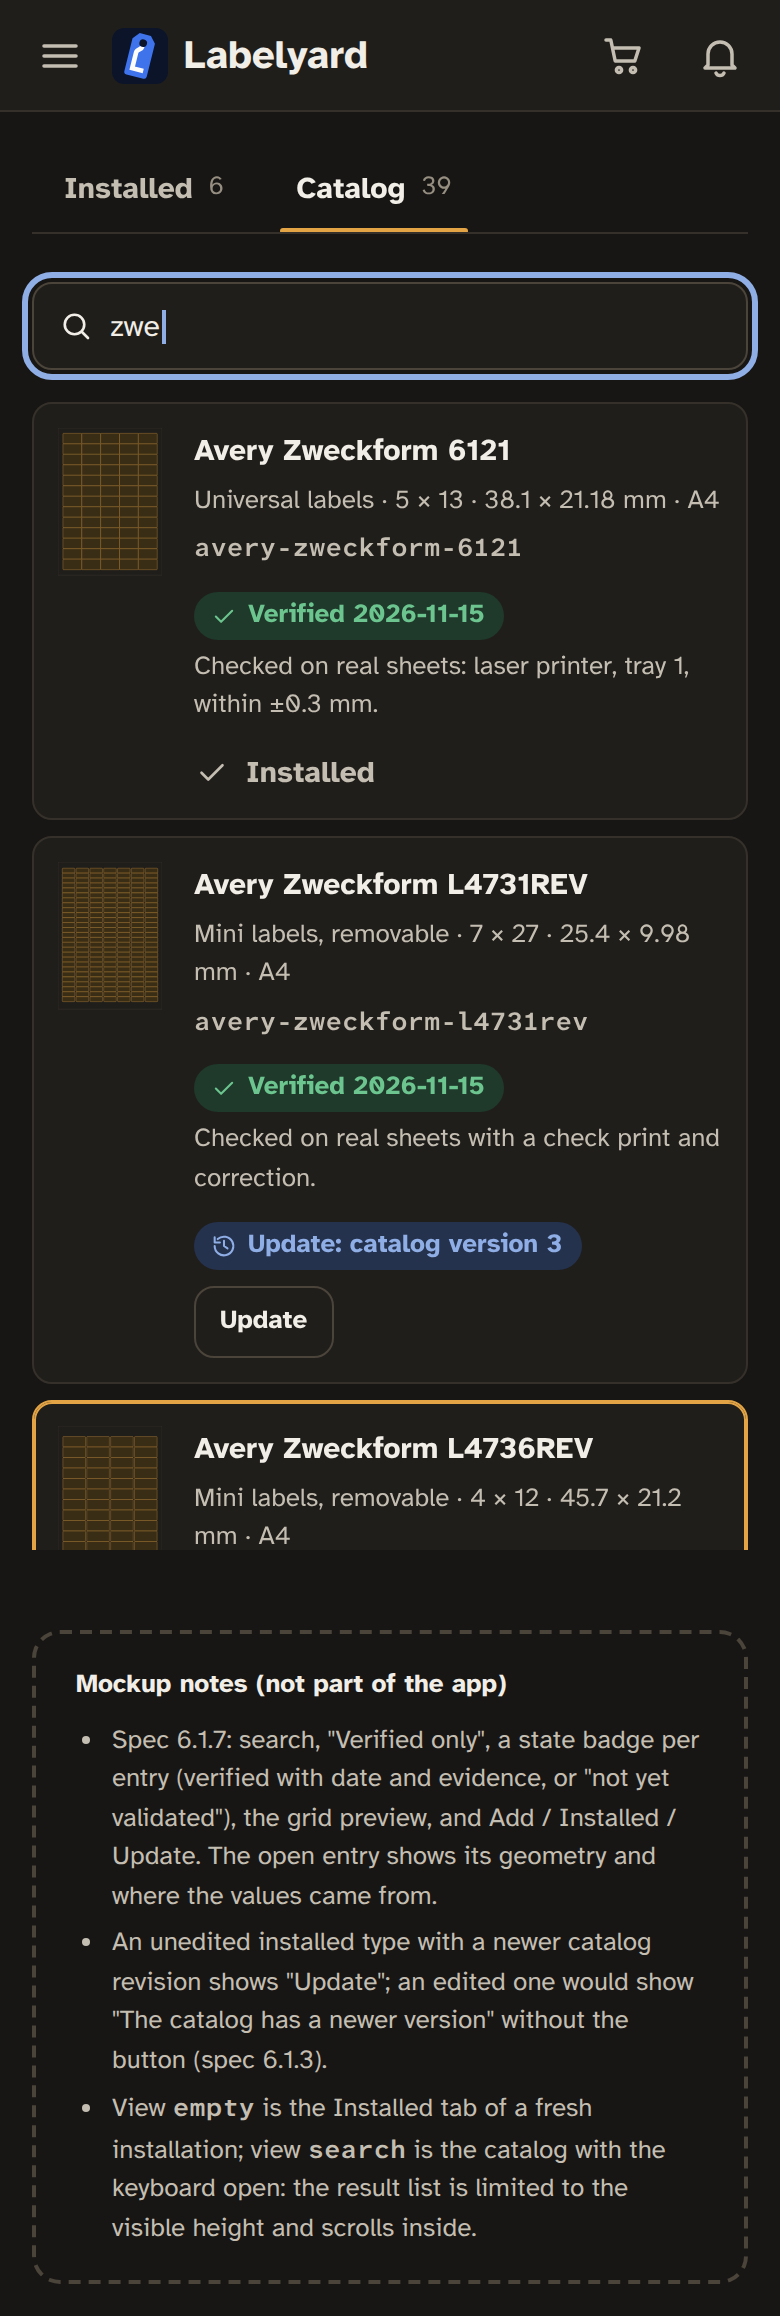 Labelyard
Installed 6
Catalog 39
zwe
Avery Zweckform 6121
Universal labels · 5 × 13 · 38.1 × 21.18 mm · A4
avery-zweckform-6121
Verified 2026-11-15
Checked on real sheets: laser printer, tray 1,
within ±0.3 mm.
Installed
Avery Zweckform L4731REV
Mini labels, removable · 7 × 27 · 25.4 × 9.98
mm · A4
avery-zweckform-l4731rev
Verified 2026-11-15
Checked on real sheets with a check print and
correction.
Update: catalog version 3
Update
Avery Zweckform L4736REV
Mini labels, removable · 4 × 12 · 45.7 × 21.2
mm · A4
Mockup notes (not part of the app)
• Spec 6.1.7: search, "Verified only", a state badge per
entry (verified with date and evidence, or "not yet
validated"), the grid preview, and Add / Installed /
Update. The open entry shows its geometry and
where the values came from.
• An unedited installed type with a newer catalog
revision shows "Update"; an edited one would show
"The catalog has a newer version" without the
button (spec 6.1.3).
• View empty is the Installed tab of a fresh
installation; view search is the catalog with the
keyboard open: the result list is limited to the
visible height and scrolls inside.